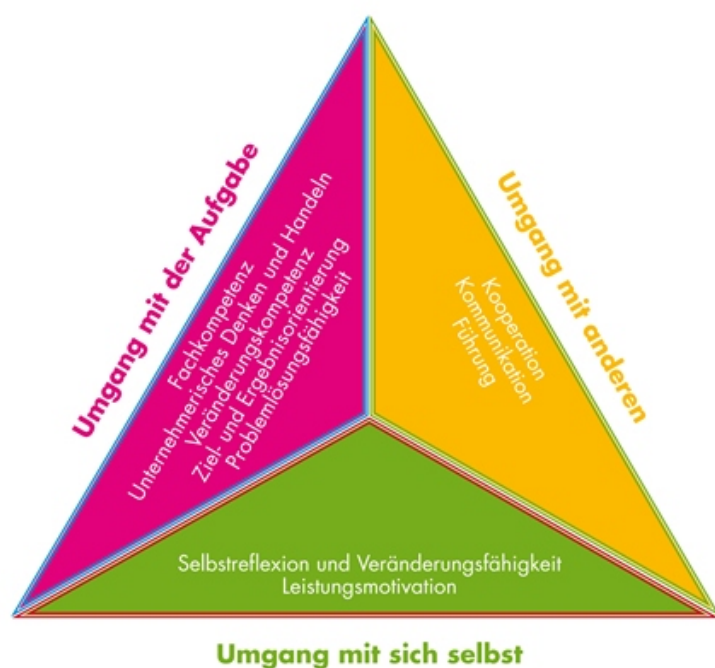 Umgang mit der Aufgabe
Fachkompetenz
Unternehmerisches Denken und Handeln
Veränderungskompetenz
Ziel- und Ergebnisorientierung
Problemlösungsfähigkeit
Umgang mit anderen
Kooperation
Kommunikation
Führung
Selbstreflexion und Veränderungsfähigkeit
Leistungsmotivation
Umgang mit sich selbst